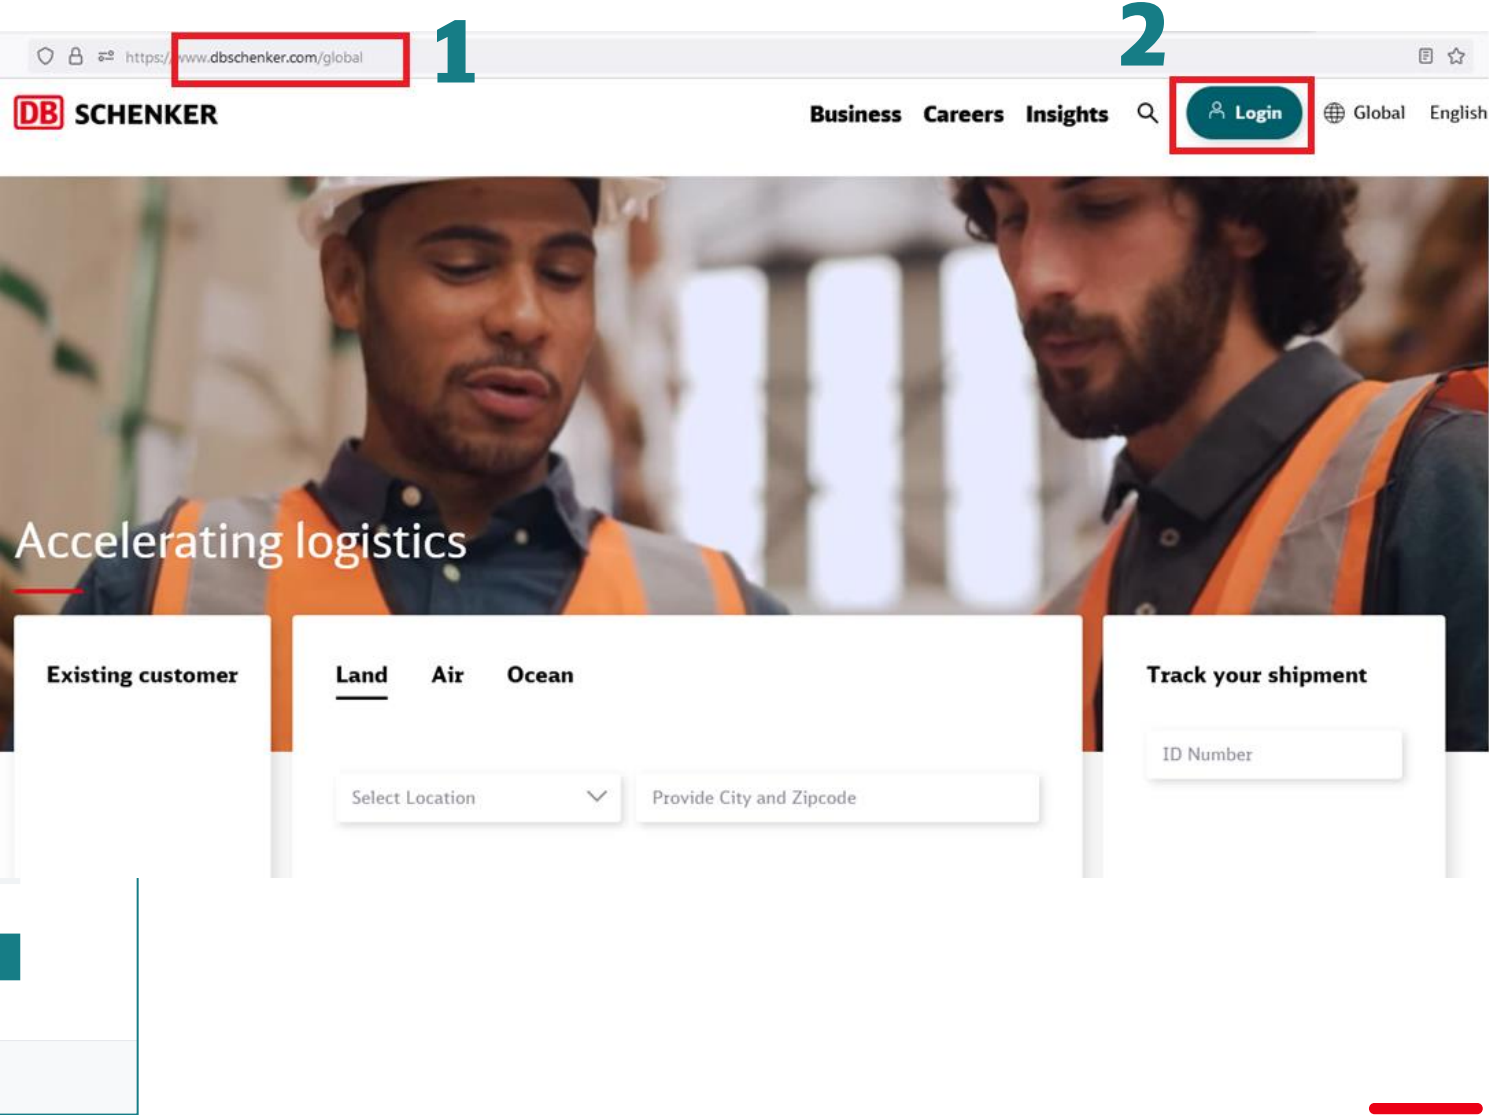 1
2
https://www.dbschenker.com/global
DB SCHENKER
Business Careers Insights Login Global English
Accelerating logistics
Existing customer
Land Air Ocean
Select Location
Provide City and Zipcode
Track your shipment
ID Number